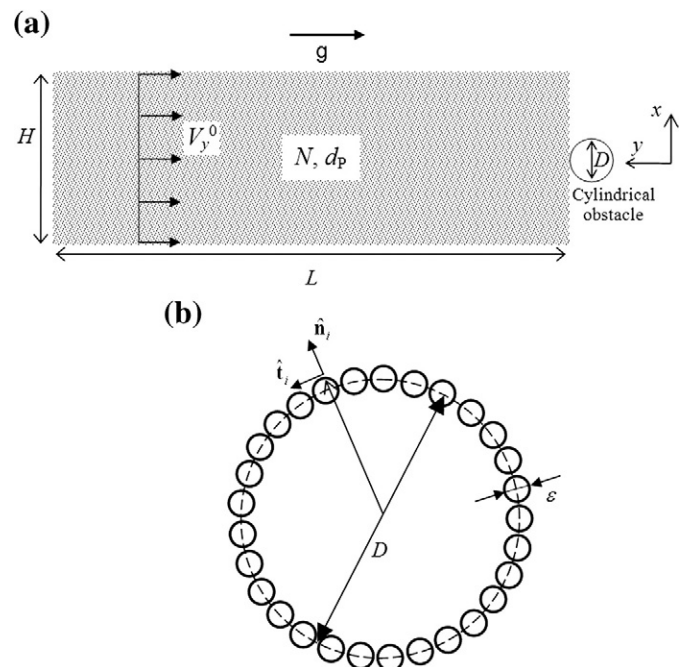 (a)
g
H
V_y^0
N, d_P
x
y
D
Cylindrical
obstacle
L
(b)
n̂_i
t̂_i
ε
D